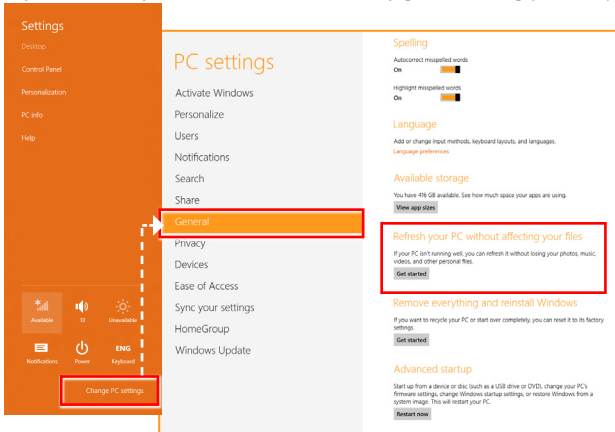 Settings
Desktop
Control Panel
Personalization
PC info
Help
Available
12
Unavailable
Notifications
Power
ENG
Keyboard
Change PC settings
PC settings
Activate Windows
Personalize
Users
Notifications
Search
Share
General
Privacy
Devices
Ease of Access
Sync your settings
HomeGroup
Windows Update
Spelling
Autocorrect misspelled words
On
Highlight misspelled words
On
Language
Add or change input methods, keyboard layouts, and languages.
Language preferences
Available storage
You have 416 GB available. See how much space your apps are using.
View app sizes
Refresh your PC without affecting your files
If your PC isn't running well, you can refresh it without losing your photos, music,
videos, and other personal files.
Get started
Remove everything and reinstall Windows
If you want to recycle your PC or start over completely, you can reset it to its factory
settings.
Get started
Advanced startup
Start up from a device or disc (such as a USB drive or DVD), change your PC's
firmware settings, change Windows startup settings, or restore Windows from a
system image. This will restart your PC.
Restart now